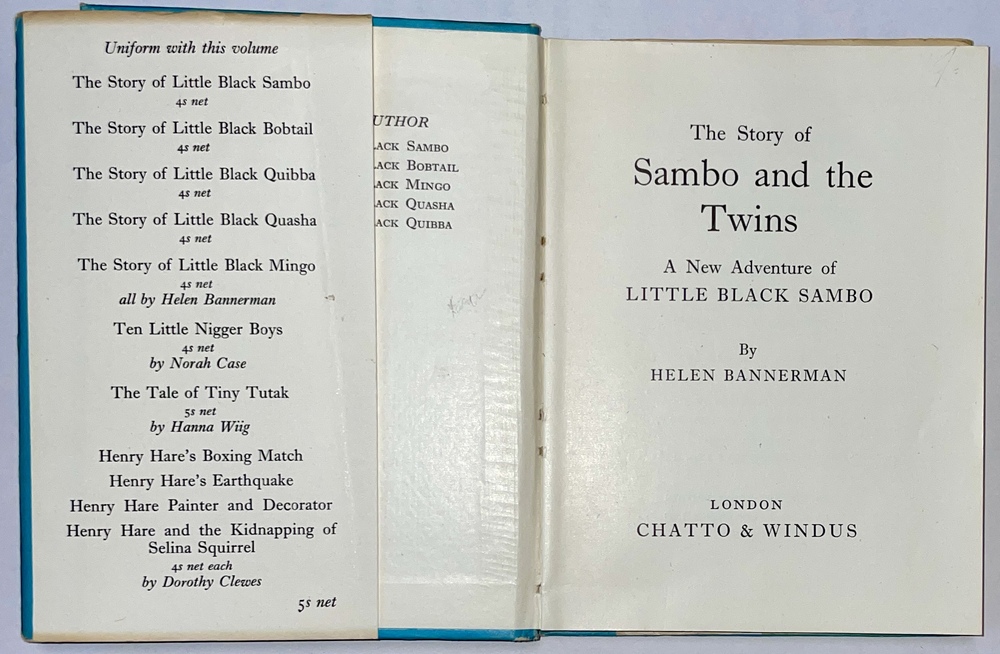 Uniform with this volume
The Story of Little Black Sambo
4s net
The Story of Little Black Bobtail
4s net
The Story of Little Black Quibba
4s net
The Story of Little Black Quasha
4s net
The Story of Little Black Mingo
4s net
all by Helen Bannerman
Ten Little Nigger Boys
4s net
by Norah Case
The Tale of Tiny Tutak
5s net
by Hanna Wiig
Henry Hare's Boxing Match
Henry Hare's Earthquake
Henry Hare Painter and Decorator
Henry Hare and the Kidnapping of
Selina Squirrel
4s net each
by Dorothy Clewes
5s net
UTHOR
ACK SAMBO
ACK BOBTAIL
ACK MINGO
ACK QUASHA
ACK QUIBBA
The Story of
Sambo and the
Twins
A New Adventure of
LITTLE BLACK SAMBO
By
HELEN BANNERMAN
LONDON
CHATTO & WINDUS